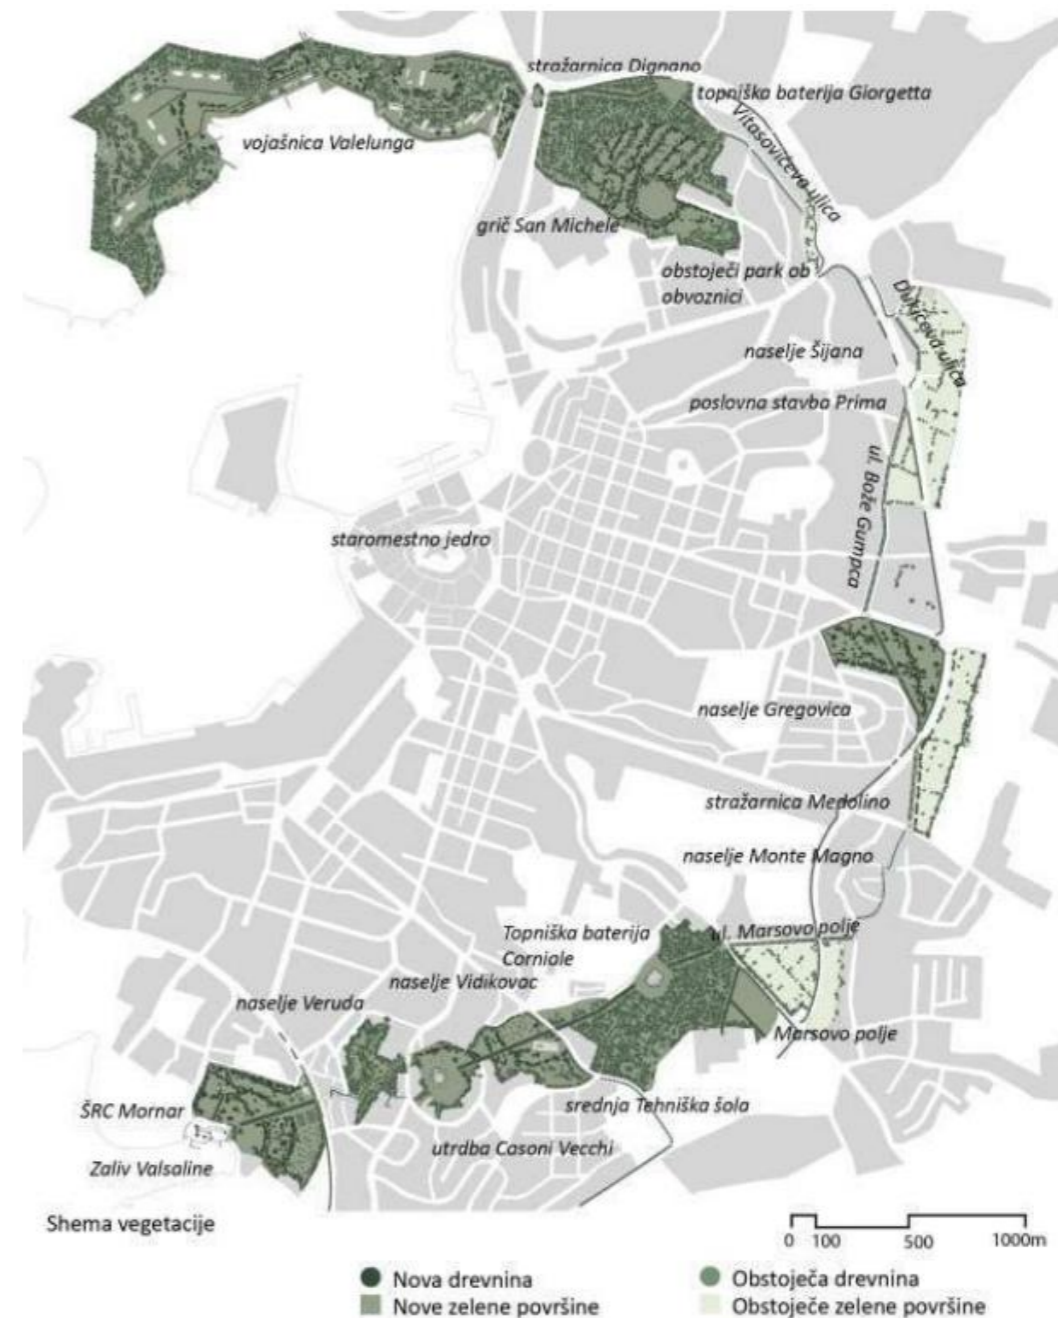 stražarnica Dignano
topniška baterija Giorgetta
Vitasovićeva ulica
vojašnica Valelunga
grič San Michele
obstoječi park ob
obvoznici
Dukićeva ulica
naselje Šijana
poslovna stavba Prima
ul. Bože Gumpca
staromestno jedro
naselje Gregovica
stražarnica Medolino
naselje Monte Magno
ul. Marsovo polje
Topniška baterija
Corniale
naselje Vidikovac
naselje Veruda
Marsovo polje
ŠRC Mornar
srednja Tehniška šola
utrdba Casoni Vecchi
Zaliv Valsaline
Shema vegetacije
0 100 500 1000m
Nova drevnina
Obstoječa drevnina
Nove zelene površine
Obstoječe zelene površine